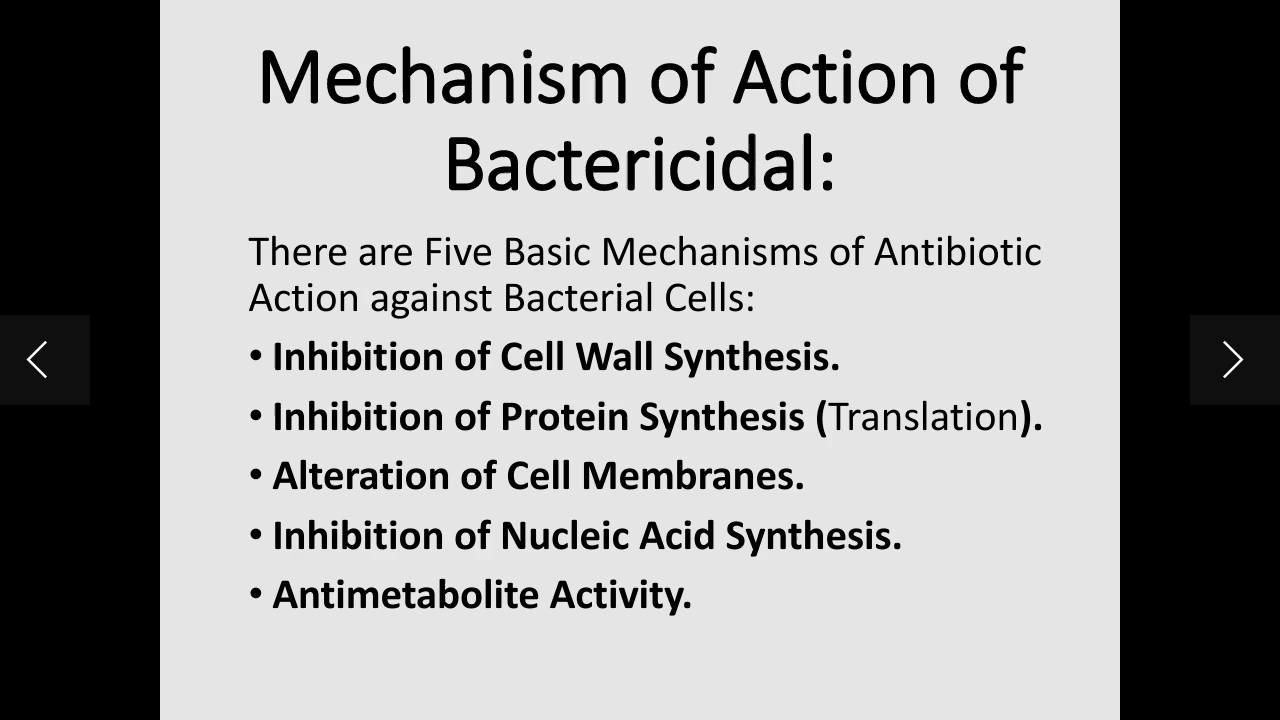 Mechanism of Action of
Bactericidal:
There are Five Basic Mechanisms of Antibiotic
Action against Bacterial Cells:
• Inhibition of Cell Wall Synthesis.
• Inhibition of Protein Synthesis (Translation).
• Alteration of Cell Membranes.
• Inhibition of Nucleic Acid Synthesis.
• Antimetabolite Activity.